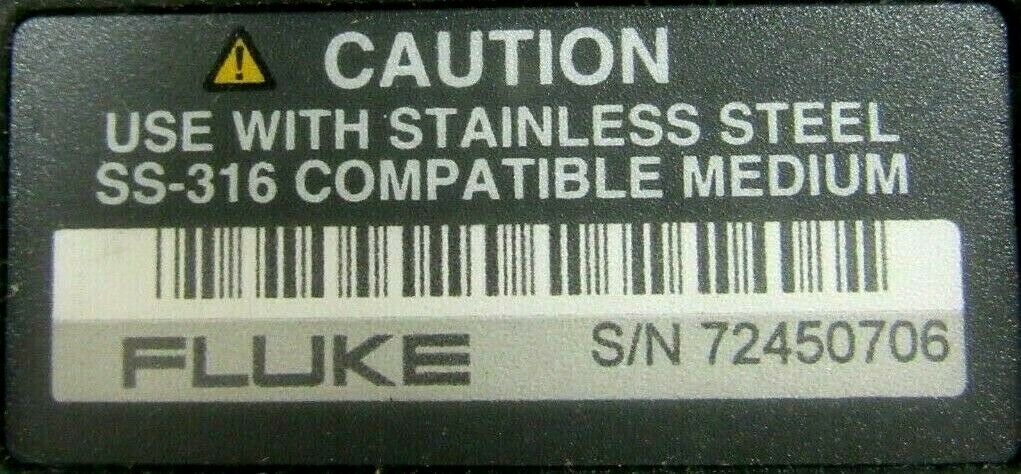 CAUTION
USE WITH STAINLESS STEEL
SS-316 COMPATIBLE MEDIUM
FLUKE S/N 72450706